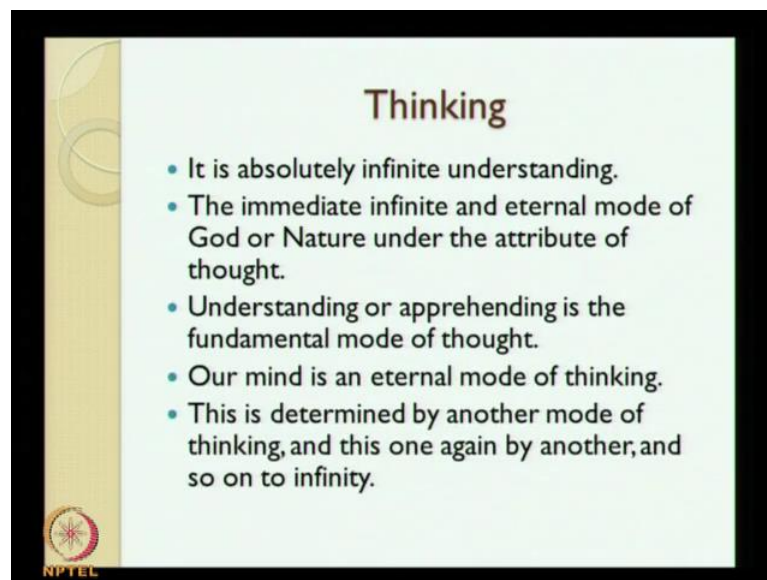 Thinking
• It is absolutely infinite understanding.
• The immediate infinite and eternal mode of
God or Nature under the attribute of
thought.
• Understanding or apprehending is the
fundamental mode of thought.
• Our mind is an eternal mode of thinking.
• This is determined by another mode of
thinking, and this one again by another, and
so on to infinity.
NPTEL